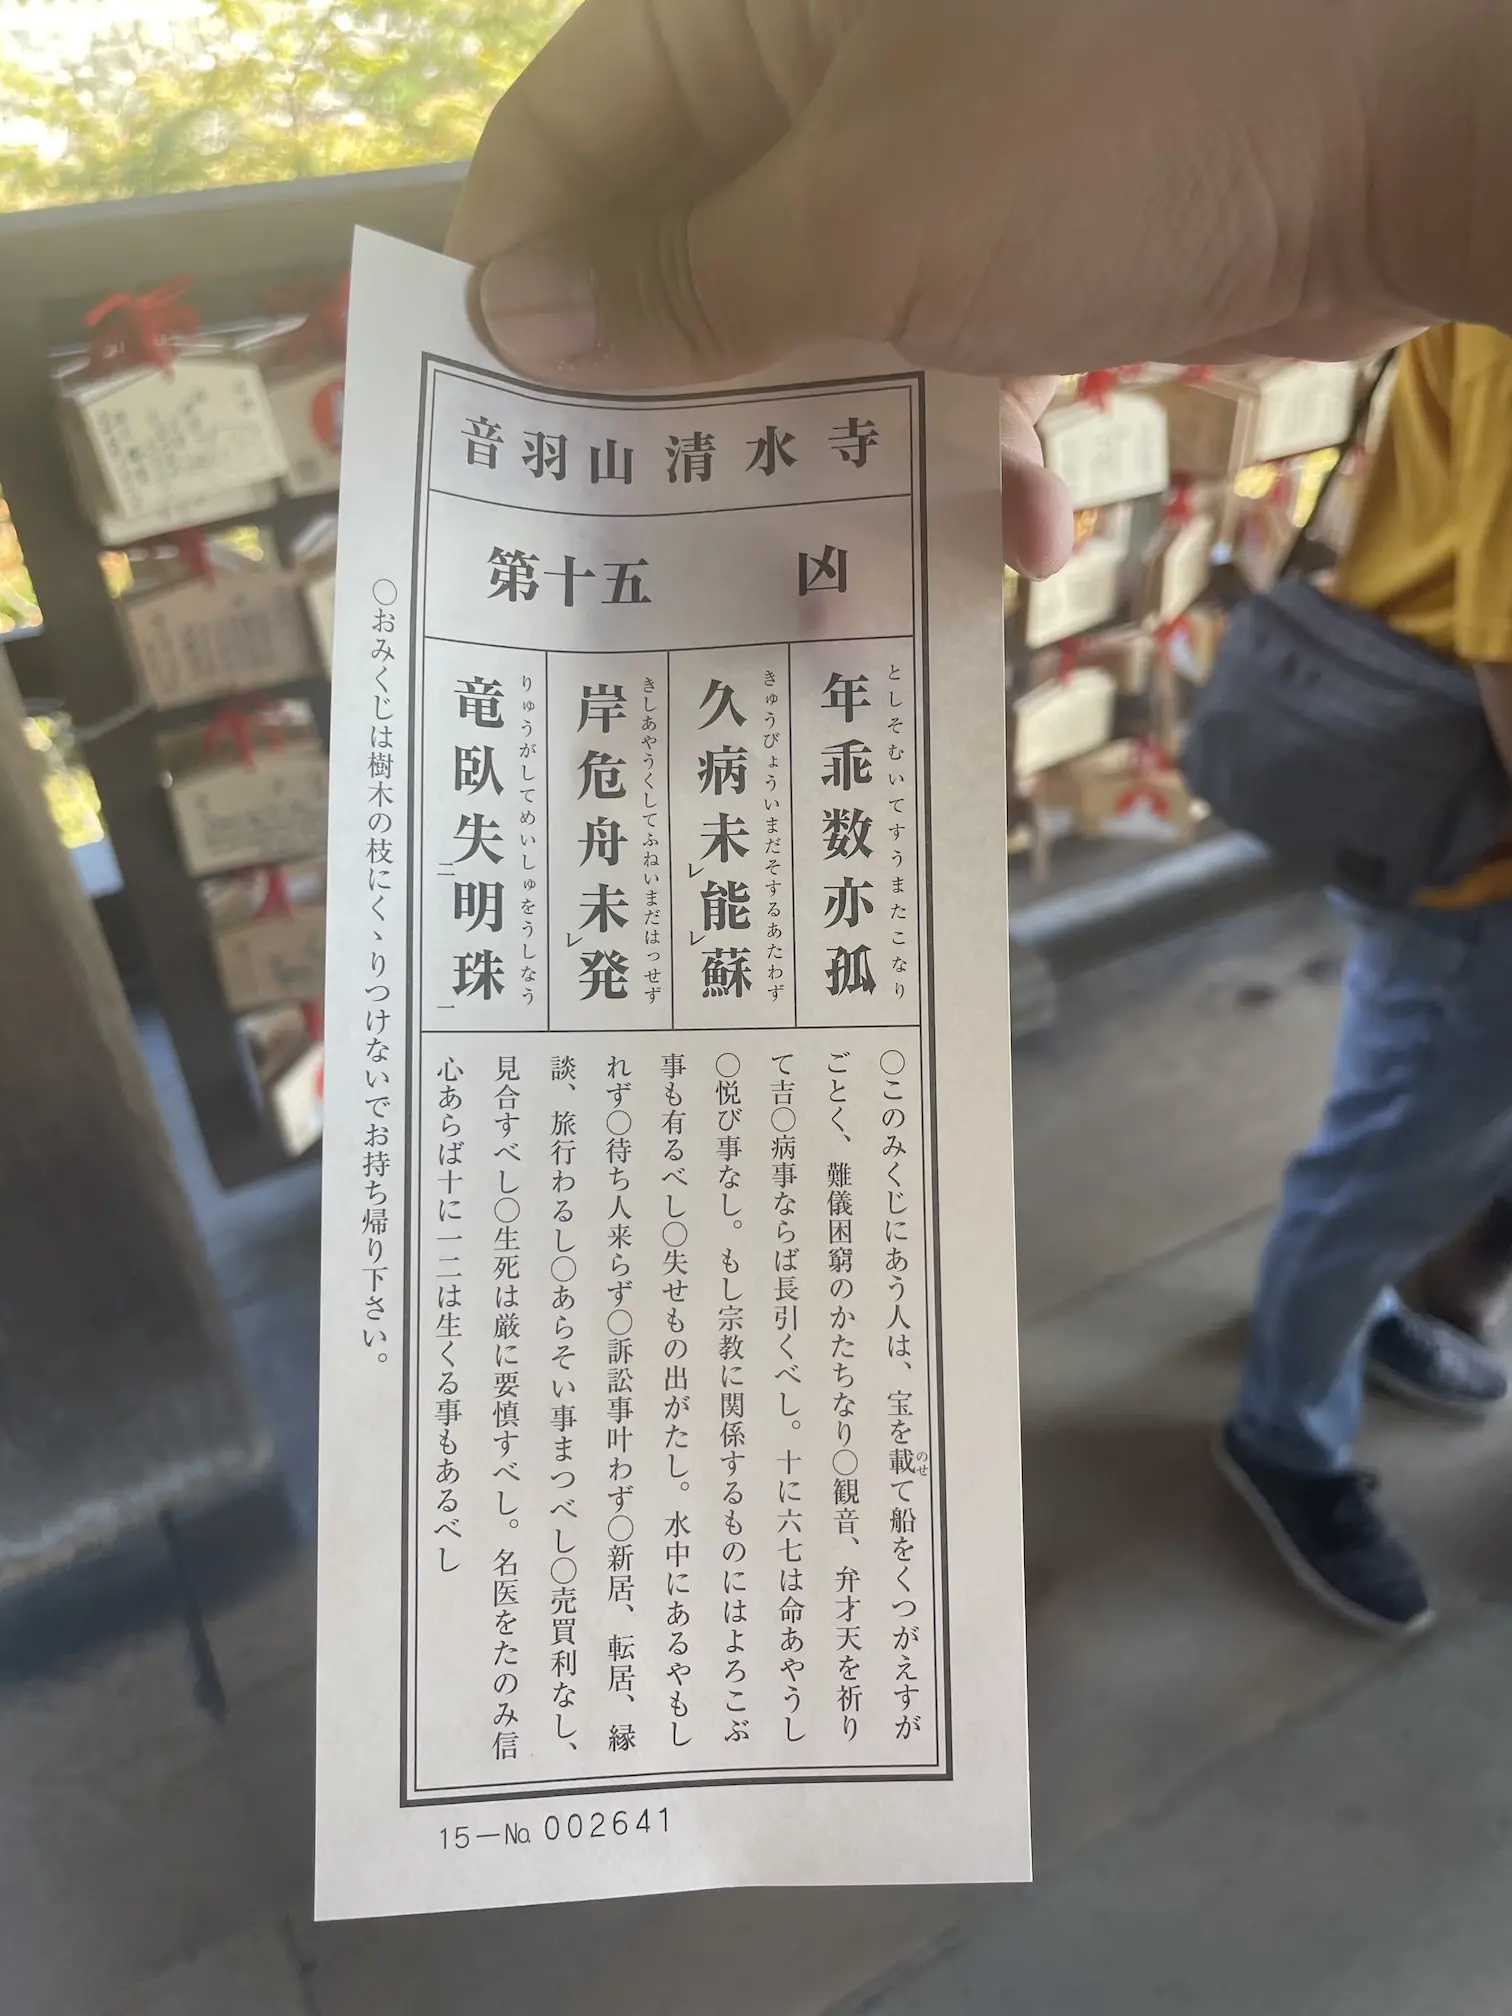 音羽山清水寺
第十五 凶
年乖数亦孤
としそむいてすうまたこなり
久病未レ能レ蘇
きゅうびょういまだそするあたわず
岸危舟未レ発
きしあやうくしてふねいまだはっせず
竜臥失二明珠一
りゅうがしてめいしゅをうしなう
○このみくじにあう人は、宝を載て船をくつがえすが
のせ
ごとく、難儀困窮のかたちなり○観音、弁才天を祈り
て吉○病事ならば長引くべし。十に六七は命あやうし
○悦び事なし。もし宗教に関係するものにはよろこぶ
事も有るべし○失せもの出がたし。水中にあるやもし
れず○待ち人来らず○訴訟事叶わず○新居、転居、縁
談、旅行わるし○あらそい事まつべし○売買利なし、
見合すべし○生死は厳に要慎すべし。名医をたのみ信
心あらば十に一二は生くる事もあるべし
○おみくじは樹木の枝にくゝりつけないでお持ち帰り下さい。
15－№ 002641